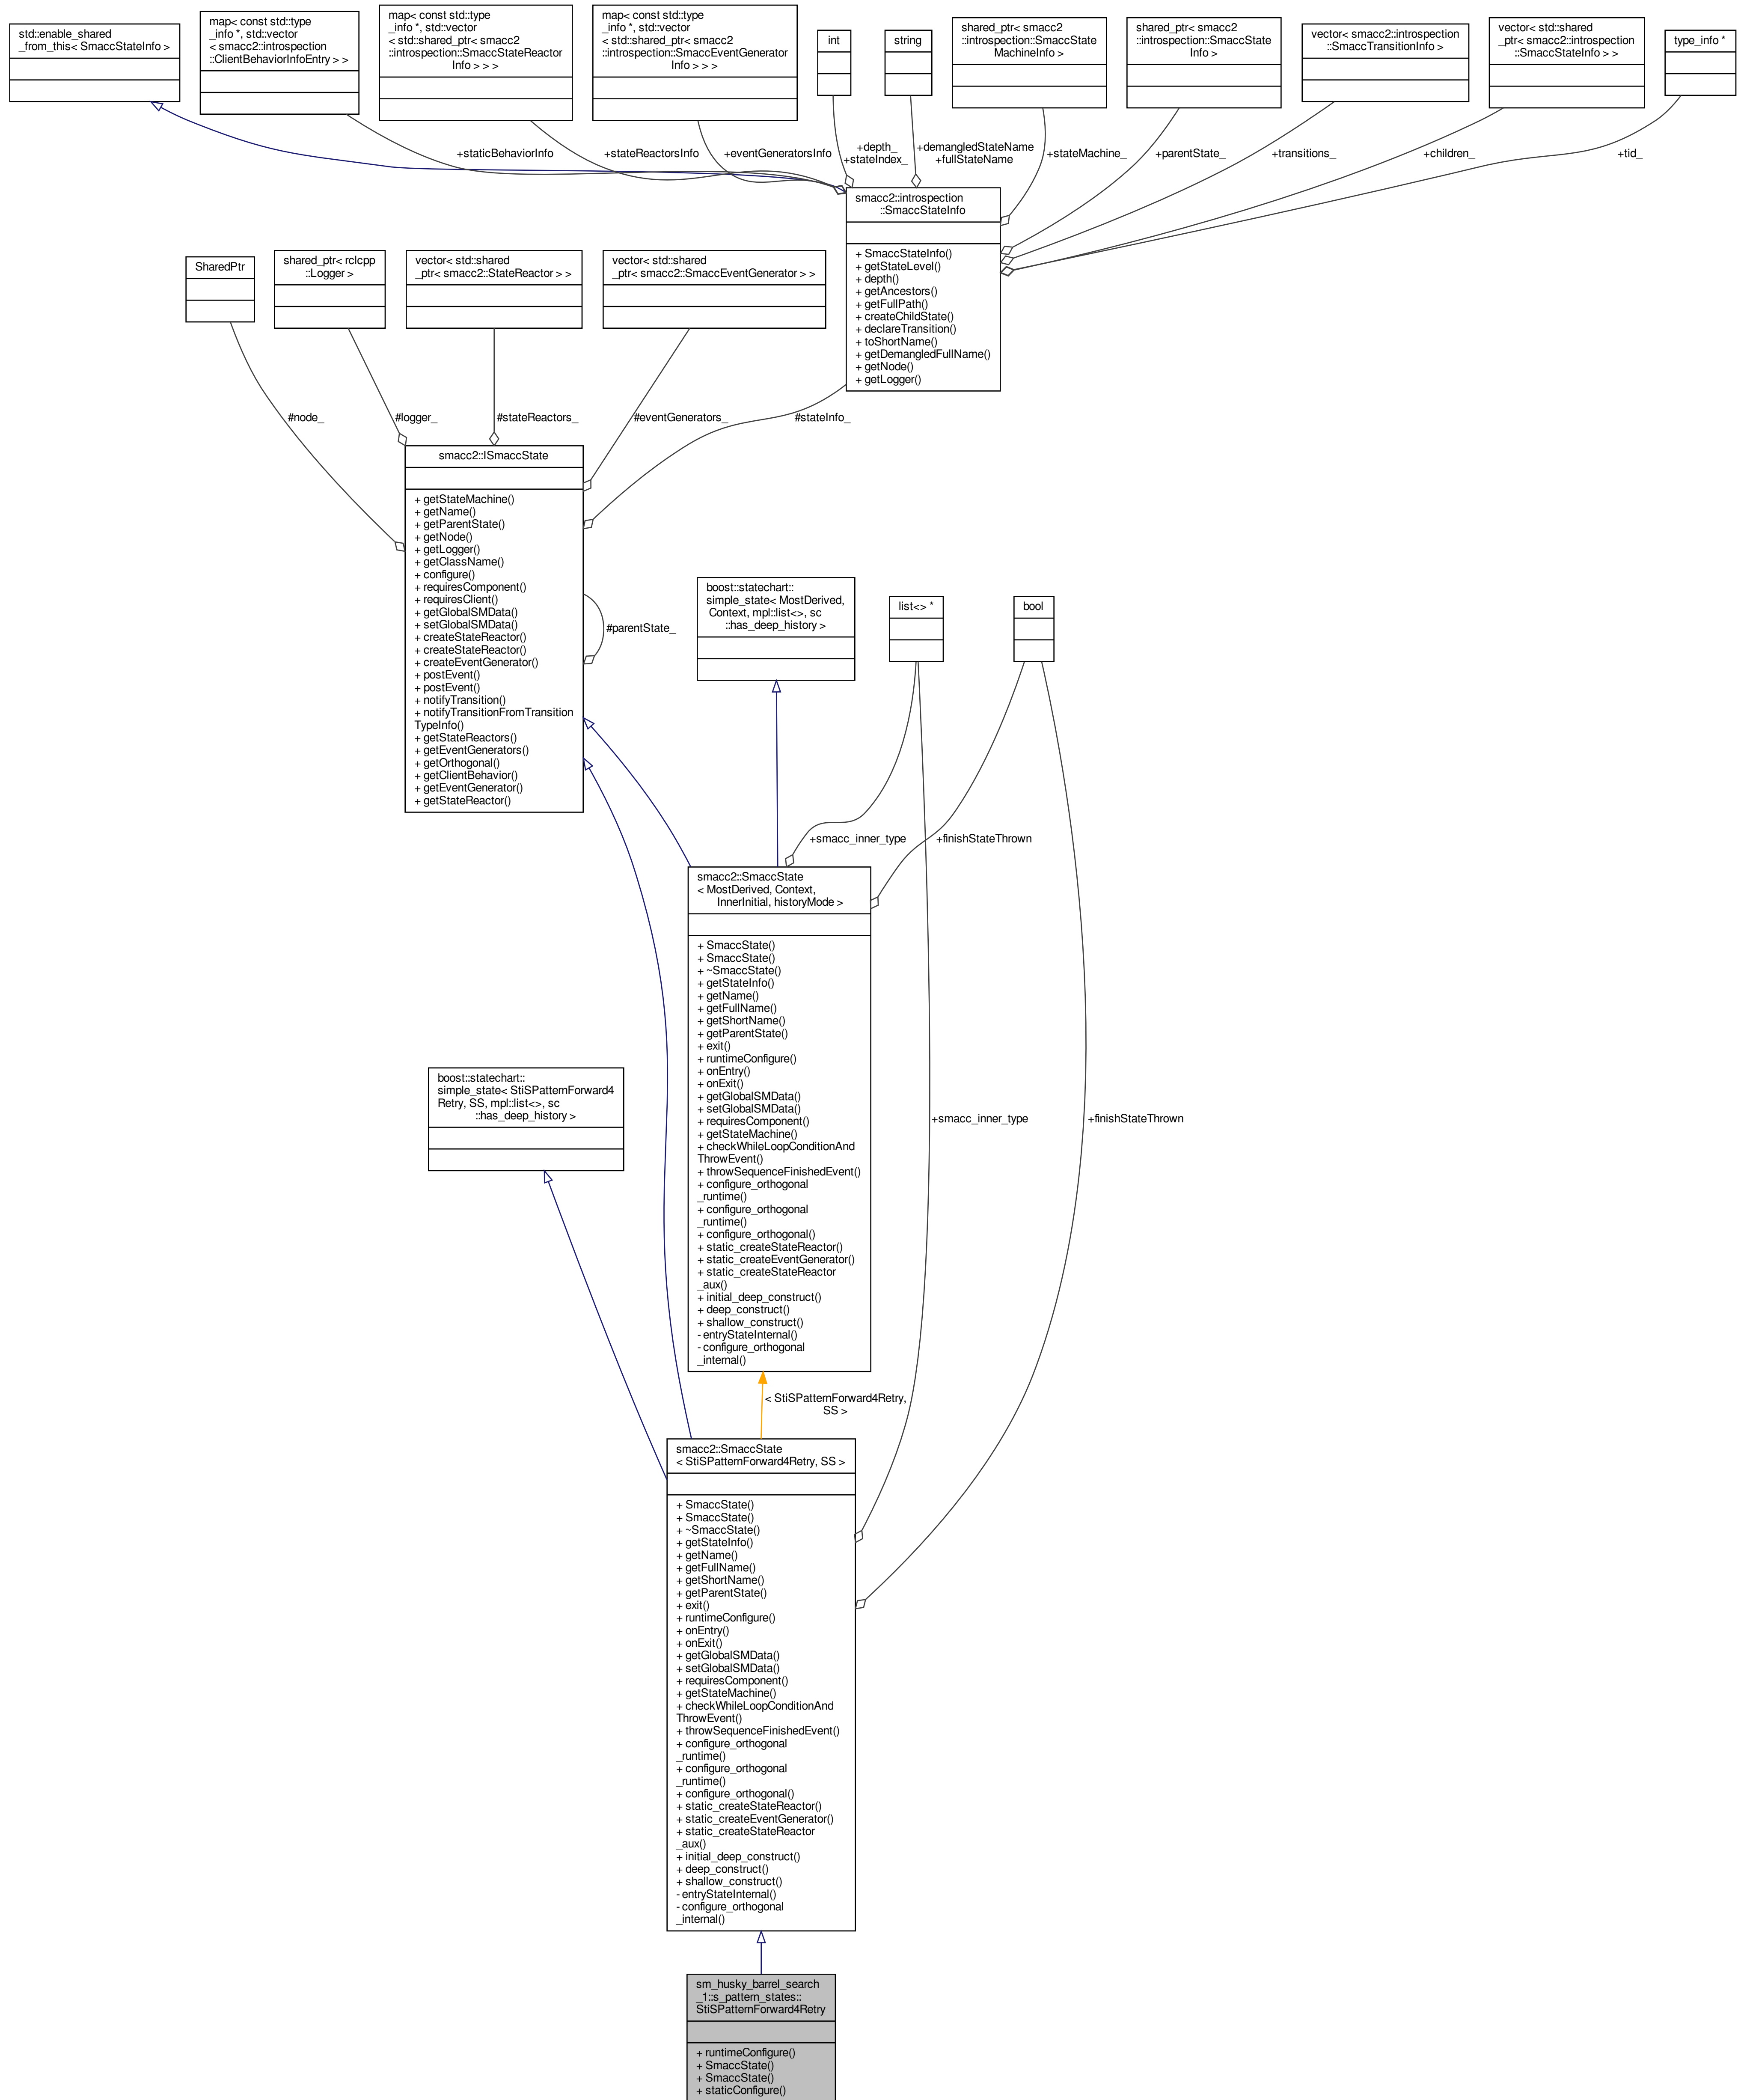 std::enable_shared
_from_this< SmaccStateInfo >
map< const std::type
_info *, std::vector
< smacc2::introspection
::ClientBehaviorInfoEntry > >
map< const std::type
_info *, std::vector
< std::shared_ptr< smacc2
::introspection::SmaccStateReactor
Info > > >
map< const std::type
_info *, std::vector
< std::shared_ptr< smacc2
::introspection::SmaccEventGenerator
Info > > >
int
string
shared_ptr< smacc2
::introspection::SmaccState
MachineInfo >
shared_ptr< smacc2
::introspection::SmaccState
Info >
vector< smacc2::introspection
::SmaccTransitionInfo >
vector< std::shared
_ptr< smacc2::introspection
::SmaccStateInfo > >
type_info *
+staticBehaviorInfo
+stateReactorsInfo
+eventGeneratorsInfo
+depth_
+stateIndex_
+demangledStateName
+fullStateName
+stateMachine_
+parentState_
+transitions_
+children_
+tid_
smacc2::introspection
::SmaccStateInfo
+ SmaccStateInfo()
+ getStateLevel()
+ depth()
+ getAncestors()
+ getFullPath()
+ createChildState()
+ declareTransition()
+ toShortName()
+ getDemangledFullName()
+ getNode()
+ getLogger()
SharedPtr
shared_ptr< rclcpp
::Logger >
vector< std::shared
_ptr< smacc2::StateReactor > >
vector< std::shared
_ptr< smacc2::SmaccEventGenerator > >
#node_
#logger_
#stateReactors_
#eventGenerators_
#stateInfo_
smacc2::ISmaccState
+ getStateMachine()
+ getName()
+ getParentState()
+ getNode()
+ getLogger()
+ getClassName()
+ configure()
+ requiresComponent()
+ requiresClient()
+ getGlobalSMData()
+ setGlobalSMData()
+ createStateReactor()
+ createStateReactor()
+ createEventGenerator()
+ postEvent()
+ postEvent()
+ notifyTransition()
+ notifyTransitionFromTransition
TypeInfo()
+ getStateReactors()
+ getEventGenerators()
+ getOrthogonal()
+ getClientBehavior()
+ getEventGenerator()
+ getStateReactor()
#parentState_
boost::statechart::
simple_state< MostDerived,
Context, mpl::list<>, sc
::has_deep_history >
list<> *
bool
+smacc_inner_type
+finishStateThrown
smacc2::SmaccState
< MostDerived, Context,
InnerInitial, historyMode >
+ SmaccState()
+ SmaccState()
+ ~SmaccState()
+ getStateInfo()
+ getName()
+ getFullName()
+ getShortName()
+ getParentState()
+ exit()
+ runtimeConfigure()
+ onEntry()
+ onExit()
+ getGlobalSMData()
+ setGlobalSMData()
+ requiresComponent()
+ getStateMachine()
+ checkWhileLoopConditionAnd
ThrowEvent()
+ throwSequenceFinishedEvent()
+ configure_orthogonal
_runtime()
+ configure_orthogonal
_runtime()
+ configure_orthogonal()
+ static_createStateReactor()
+ static_createEventGenerator()
+ static_createStateReactor
_aux()
+ initial_deep_construct()
+ deep_construct()
+ shallow_construct()
- entryStateInternal()
- configure_orthogonal
_internal()
boost::statechart::
simple_state< StiSPatternForward4
Retry, SS, mpl::list<>, sc
::has_deep_history >
+smacc_inner_type
+finishStateThrown
< StiSPatternForward4Retry,
SS >
smacc2::SmaccState
< StiSPatternForward4Retry, SS >
+ SmaccState()
+ SmaccState()
+ ~SmaccState()
+ getStateInfo()
+ getName()
+ getFullName()
+ getShortName()
+ getParentState()
+ exit()
+ runtimeConfigure()
+ onEntry()
+ onExit()
+ getGlobalSMData()
+ setGlobalSMData()
+ requiresComponent()
+ getStateMachine()
+ checkWhileLoopConditionAnd
ThrowEvent()
+ throwSequenceFinishedEvent()
+ configure_orthogonal
_runtime()
+ configure_orthogonal
_runtime()
+ configure_orthogonal()
+ static_createStateReactor()
+ static_createEventGenerator()
+ static_createStateReactor
_aux()
+ initial_deep_construct()
+ deep_construct()
+ shallow_construct()
- entryStateInternal()
- configure_orthogonal
_internal()
sm_husky_barrel_search
_1::s_pattern_states::
StiSPatternForward4Retry
+ runtimeConfigure()
+ SmaccState()
+ SmaccState()
+ staticConfigure()